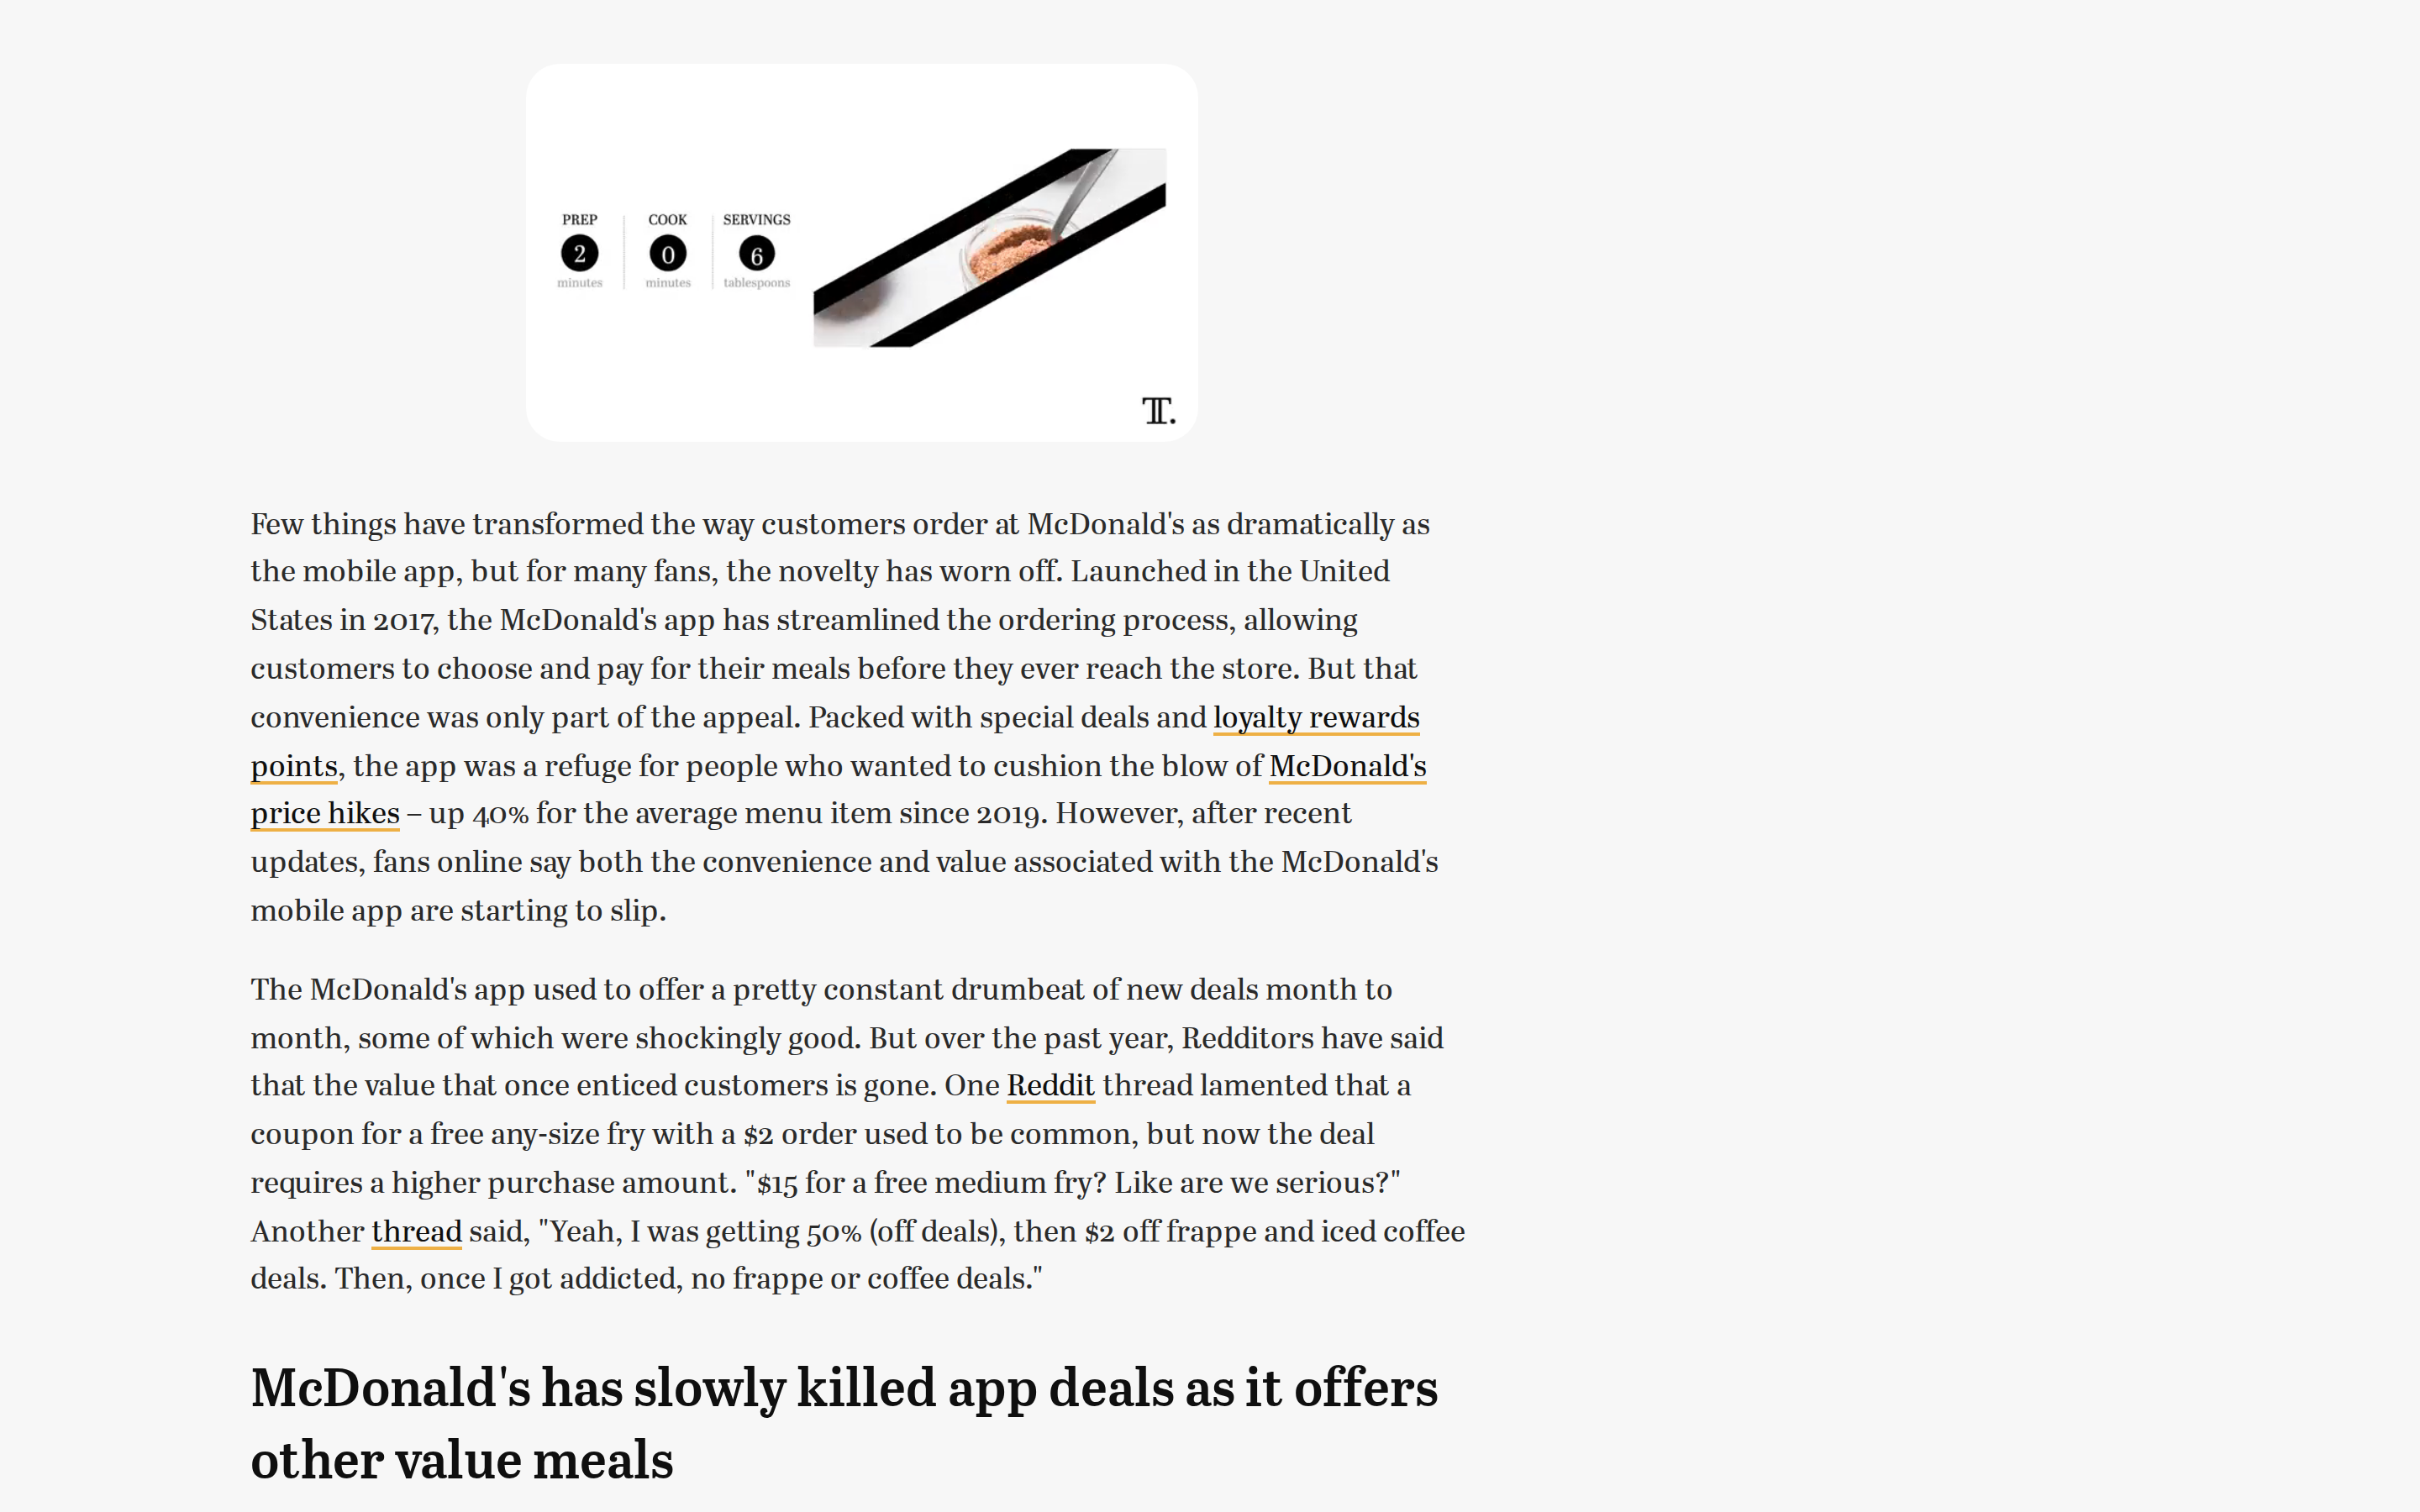 PREP COOK SERVINGS
2 0 6
minutes minutes tablespoons
T.
Few things have transformed the way customers order at McDonald's as dramatically as
the mobile app, but for many fans, the novelty has worn off. Launched in the United
States in 2017, the McDonald's app has streamlined the ordering process, allowing
customers to choose and pay for their meals before they ever reach the store. But that
convenience was only part of the appeal. Packed with special deals and loyalty rewards
points, the app was a refuge for people who wanted to cushion the blow of McDonald's
price hikes – up 40% for the average menu item since 2019. However, after recent
updates, fans online say both the convenience and value associated with the McDonald's
mobile app are starting to slip.
The McDonald's app used to offer a pretty constant drumbeat of new deals month to
month, some of which were shockingly good. But over the past year, Redditors have said
that the value that once enticed customers is gone. One Reddit thread lamented that a
coupon for a free any-size fry with a $2 order used to be common, but now the deal
requires a higher purchase amount. "$15 for a free medium fry? Like are we serious?"
Another thread said, "Yeah, I was getting 50% (off deals), then $2 off frappe and iced coffee
deals. Then, once I got addicted, no frappe or coffee deals."
McDonald's has slowly killed app deals as it offers
other value meals